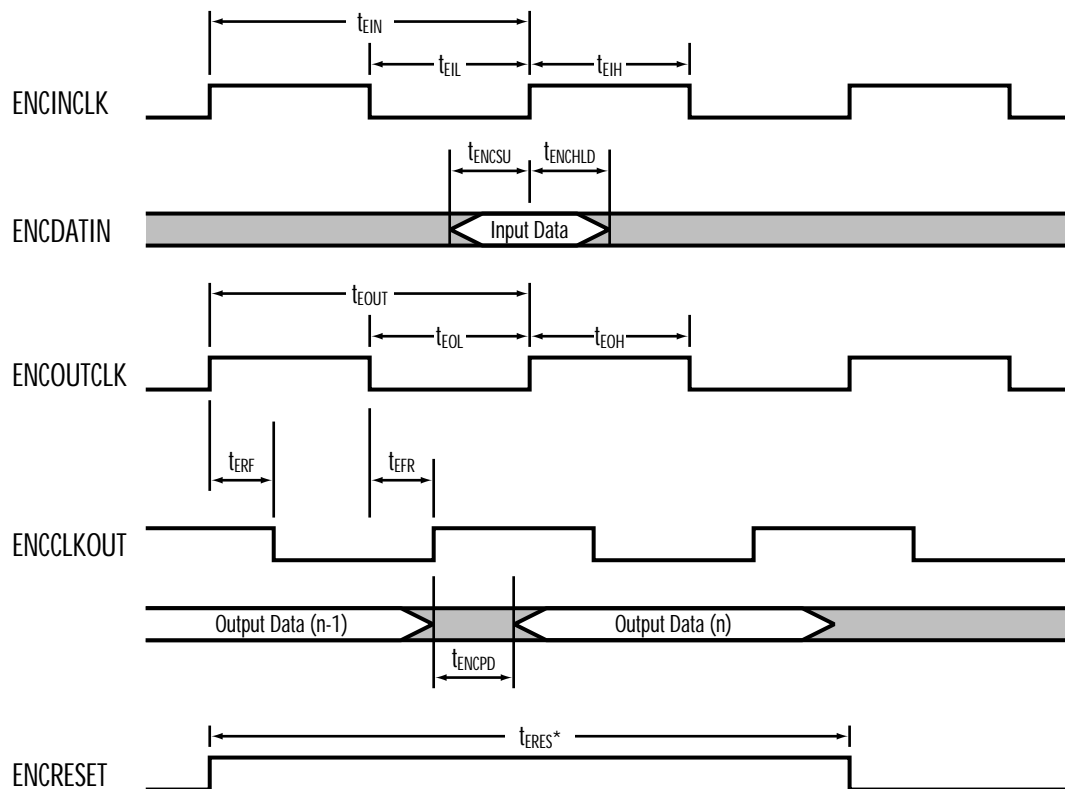 tEIN
tEIL
tEIH
ENCINCLK
tENCSU
tENCHLD
ENCDATIN
Input Data
tEOUT
tEOL
tEOH
ENCOUTCLK
tERF
tEFR
ENCCLKOUT
Output Data (n-1)
Output Data (n)
tENCPD
tERES*
ENCRESET